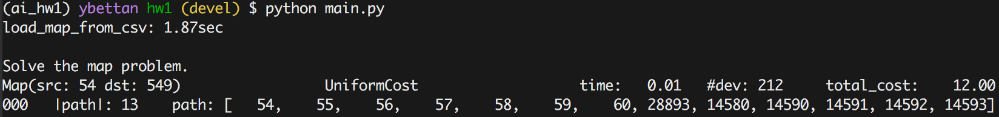 (ai_hw1) ybettan hw1 (devel) $ python main.py
load_map_from_csv: 1.87sec
Solve the map problem.
Map(src: 54 dst: 549)                UniformCost                 time:   0.01   #dev: 212     total_cost:    12.00
000   |path|: 13    path: [   54,    55,    56,    57,    58,    59,    60, 28893, 14580, 14590, 14591, 14592, 14593]